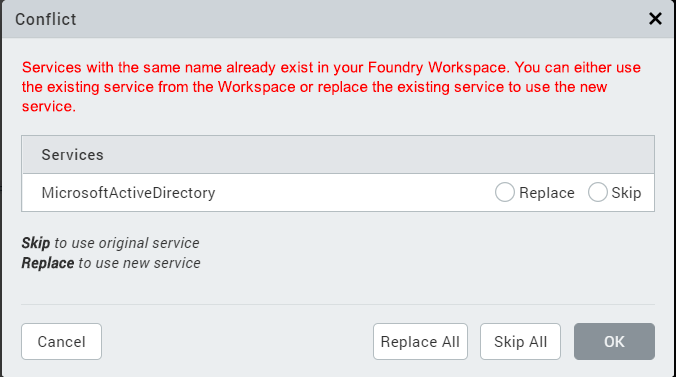 Conflict
Services with the same name already exist in your Foundry Workspace. You can either use
the existing service from the Workspace or replace the existing service to use the new
service.
Services
MicrosoftActiveDirectory Replace Skip
Skip to use original service
Replace to use new service
Cancel Replace All Skip All OK